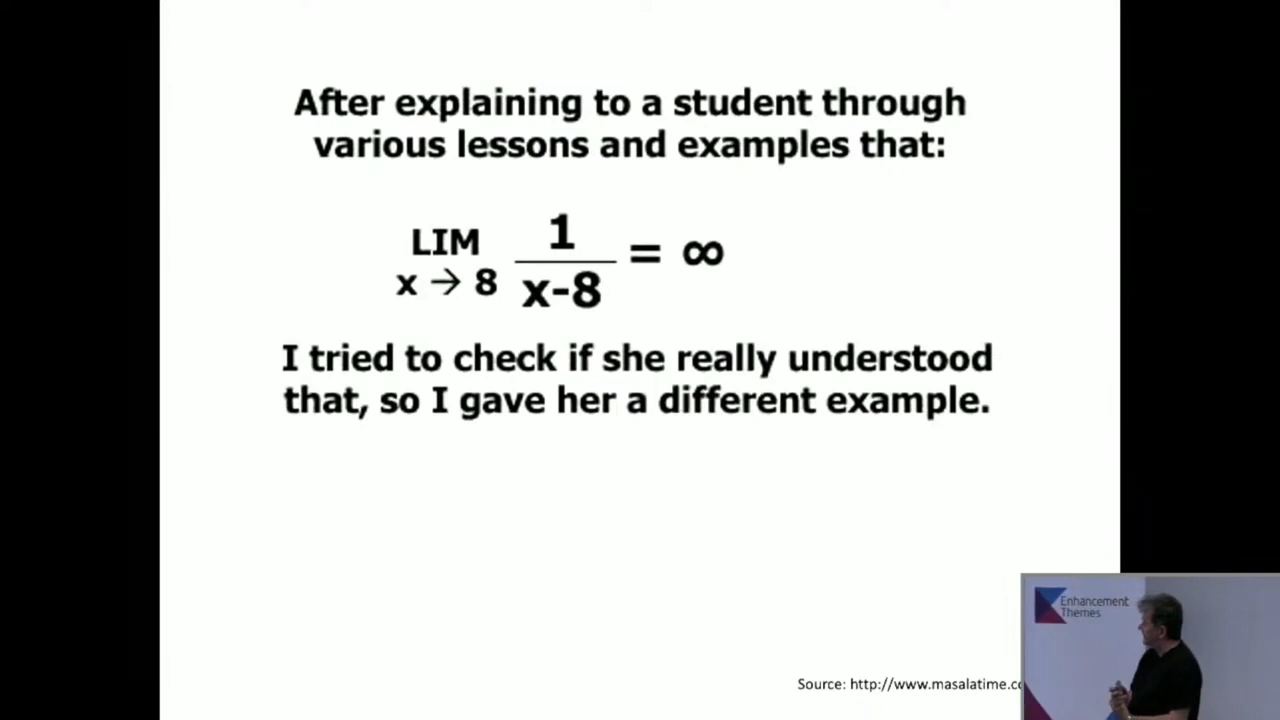 After explaining to a student through
various lessons and examples that:
LIM 1
x → 8 x-8 = ∞
I tried to check if she really understood
that, so I gave her a different example.
Source: http://www.masalatime.co
Enhancement
Themes